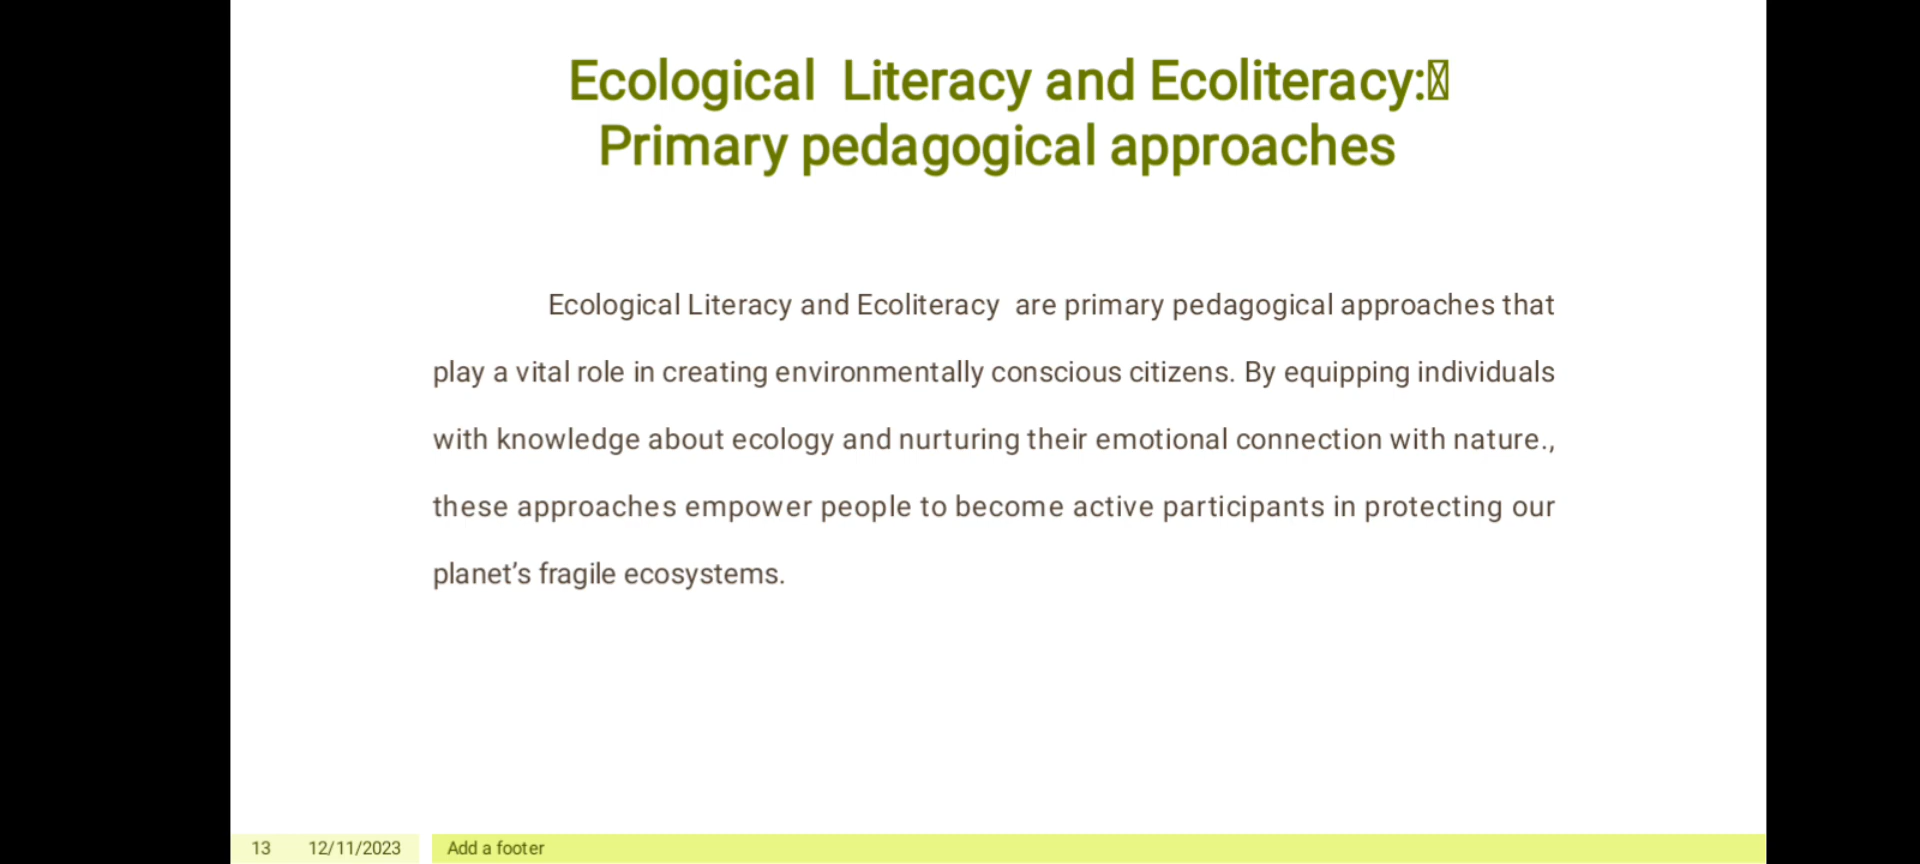 Ecological  Literacy and Ecoliteracy:
Primary pedagogical approaches
Ecological Literacy and Ecoliteracy  are primary pedagogical approaches that
play a vital role in creating environmentally conscious citizens. By equipping individuals
with knowledge about ecology and nurturing their emotional connection with nature.,
these approaches empower people to become active participants in protecting our
planet’s fragile ecosystems.
13 12/11/2023 Add a footer